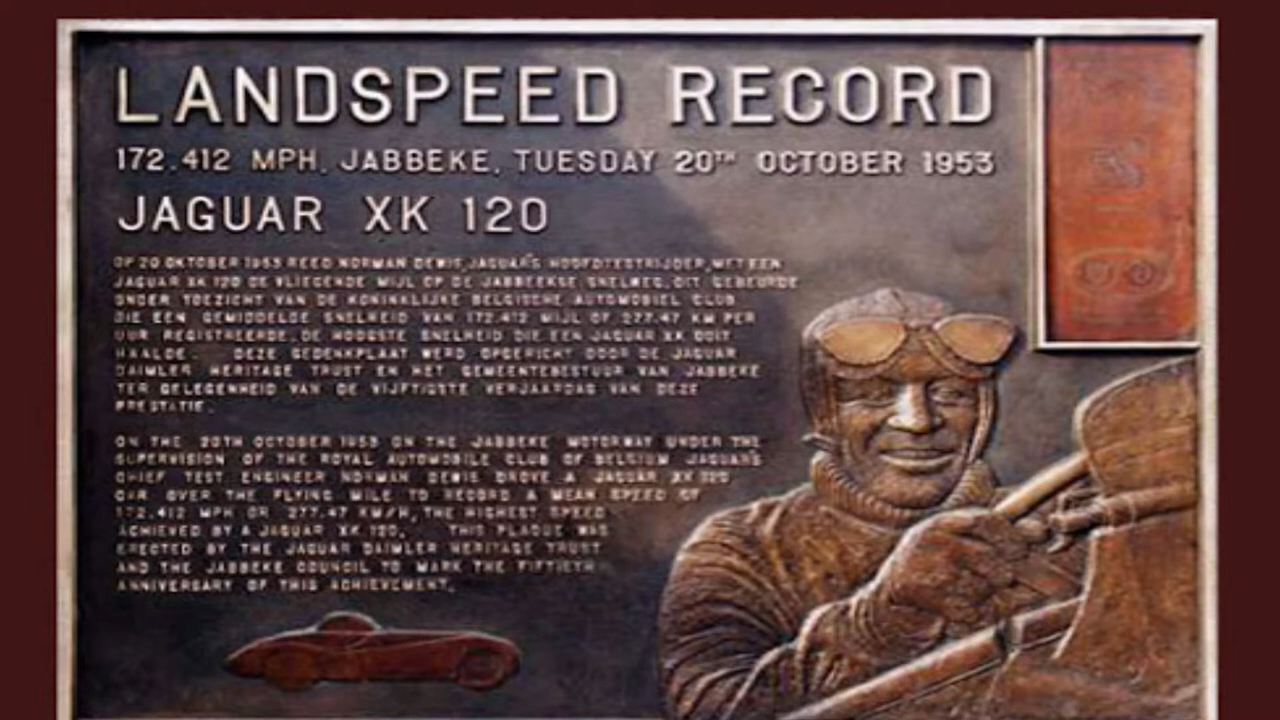 LANDSPEED RECORD
172.412 MPH, JABBEKE, TUESDAY 20TH OCTOBER 1953
JAGUAR XK 120
OP 20 OKTOBER 1953 REED NORMAN DEWIS, JAGUAR'S HOOFDTESTRIJDER, MET EEN
JAGUAR XK 120 DE VLIEGENDE MIJL OP DE JABBEEKSE SNELWEG. DIT GEBEURDE
ONDER TOEZICHT VAN DE KONINKLIJKE BELGISCHE AUTOMOBIEL CLUB
DIE EEN GEMIDDELDE SNELHEID VAN 172.412 MIJL OF 277.47 KM PER
UUR REGISTREERDE, DE HOOGSTE SNELHEID DIE EEN JAGUAR XK OOIT
HAALDE. DEZE GEDENKPLAAT WERD OPGERICHT DOOR DE JAGUAR
DAIMLER HERITAGE TRUST EN HET GEMEENTEBESTUUR VAN JABBEKE
TER GELEGENHEID VAN DE VIJFTIGSTE VERJAARDAG VAN DEZE
PRESTATIE.
ON THE 20TH OCTOBER 1953 ON THE JABBEKE MOTORWAY UNDER THE
SUPERVISION OF THE ROYAL AUTOMOBILE CLUB OF BELGIUM JAGUAR'S
CHIEF TEST ENGINEER NORMAN DEWIS DROVE A JAGUAR XK 120
CAR OVER THE FLYING MILE TO RECORD A MEAN SPEED OF
172.412 MPH OR 277.47 KM/H, THE HIGHEST SPEED
ACHIEVED BY A JAGUAR XK 120. THIS PLAQUE WAS
ERECTED BY THE JAGUAR DAIMLER HERITAGE TRUST
AND THE JABBEKE COUNCIL TO MARK THE FIFTIETH
ANNIVERSARY OF THIS ACHIEVEMENT.